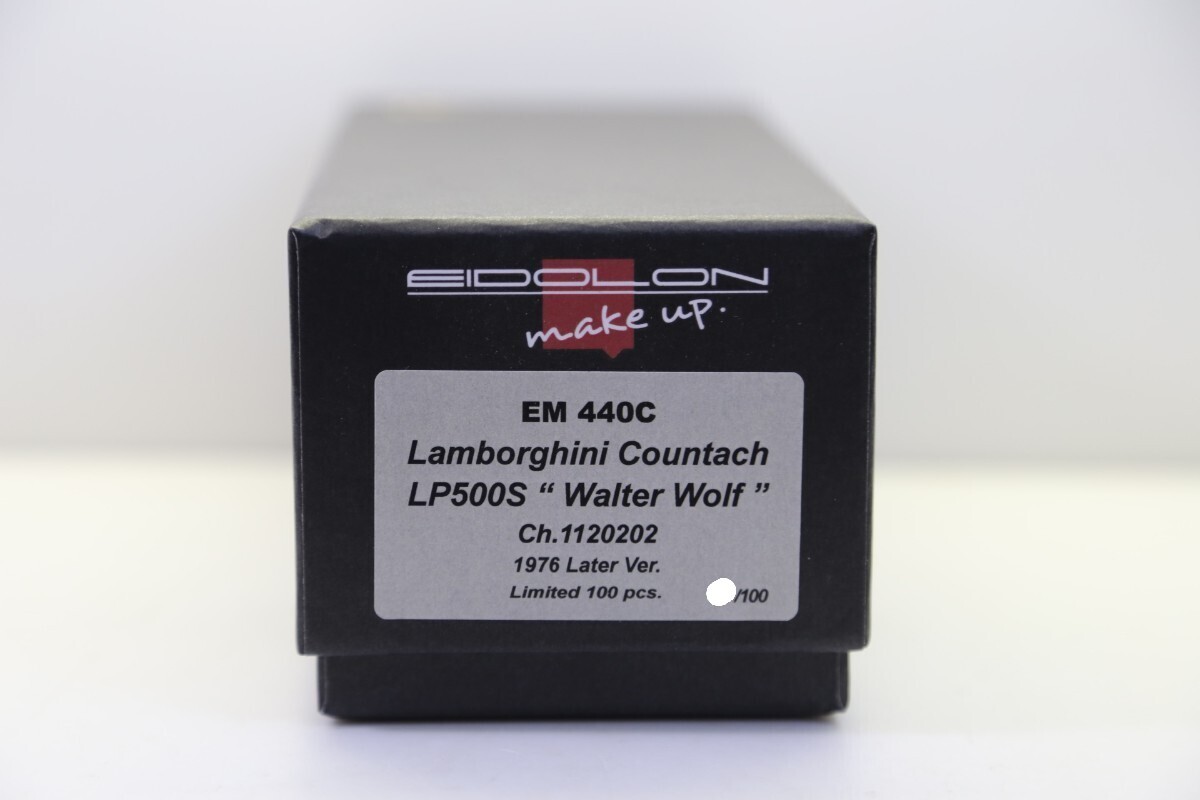 EIDOLON
make up.
EM 440C
Lamborghini Countach
LP500S “ Walter Wolf ”
Ch.1120202
1976 Later Ver.
Limited 100 pcs. /100